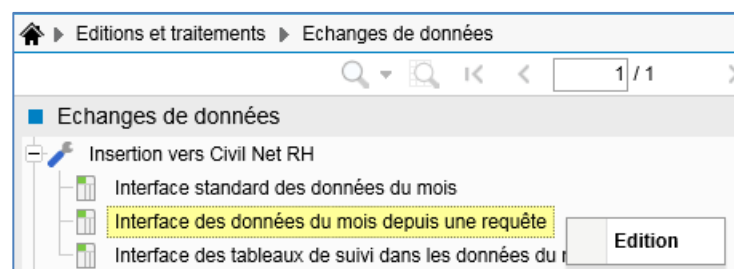 Editions et traitements Echanges de données
1 / 1
Echanges de données
Insertion vers Civil Net RH
Interface standard des données du mois
Interface des données du mois depuis une requête
Edition
Interface des tableaux de suivi dans les données du